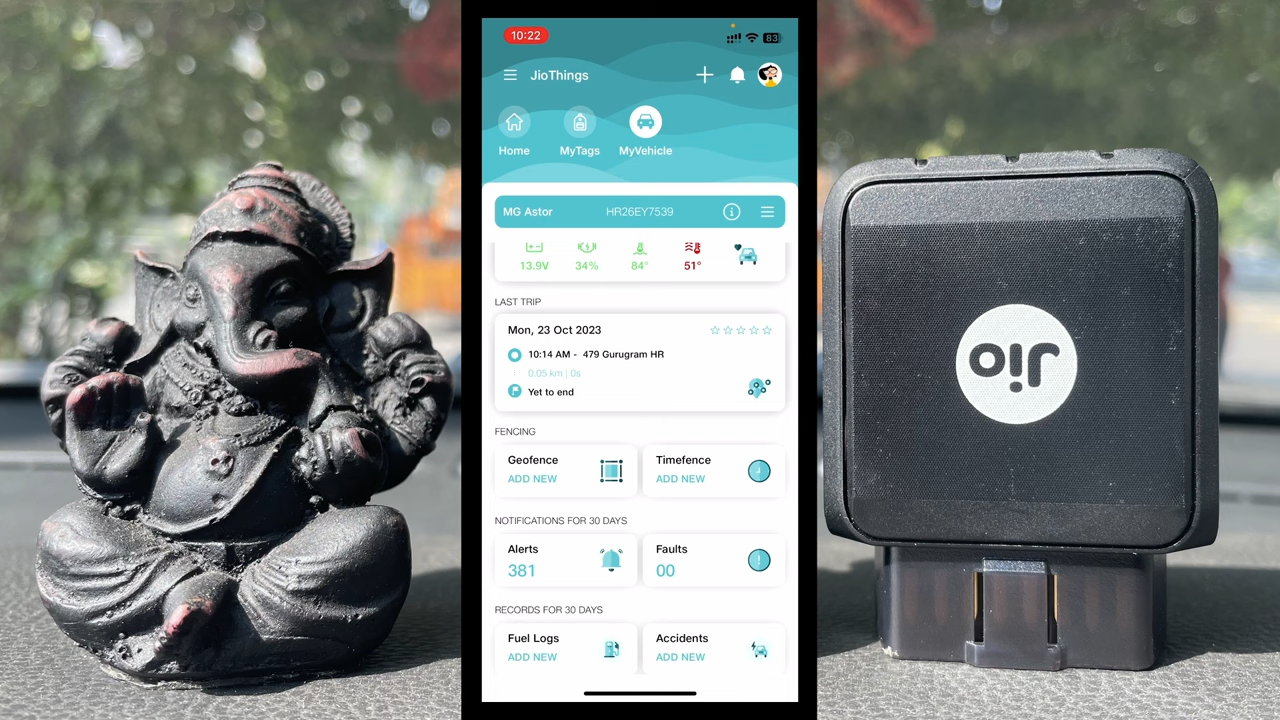 10:22
83
JioThings
Home MyTags MyVehicle
MG Astor HR26EY7539
13.9V 34% 84° 51°
LAST TRIP
Mon, 23 Oct 2023
10:14 AM - 479 Gurugram HR
0.05 km | 0s
Yet to end
FENCING
Geofence
ADD NEW
Timefence
ADD NEW
NOTIFICATIONS FOR 30 DAYS
Alerts
381
Faults
00
RECORDS FOR 30 DAYS
Fuel Logs
ADD NEW
Accidents
ADD NEW
Jio